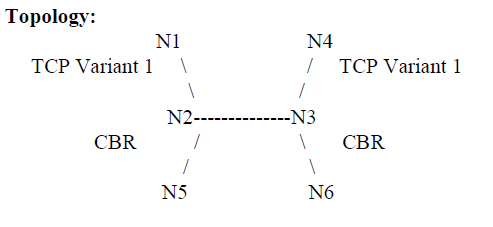 Topology:
N1 N4
TCP Variant 1 \ / TCP Variant 1
\ /
N2--------------N3
CBR / \ CBR
/ \
N5 N6